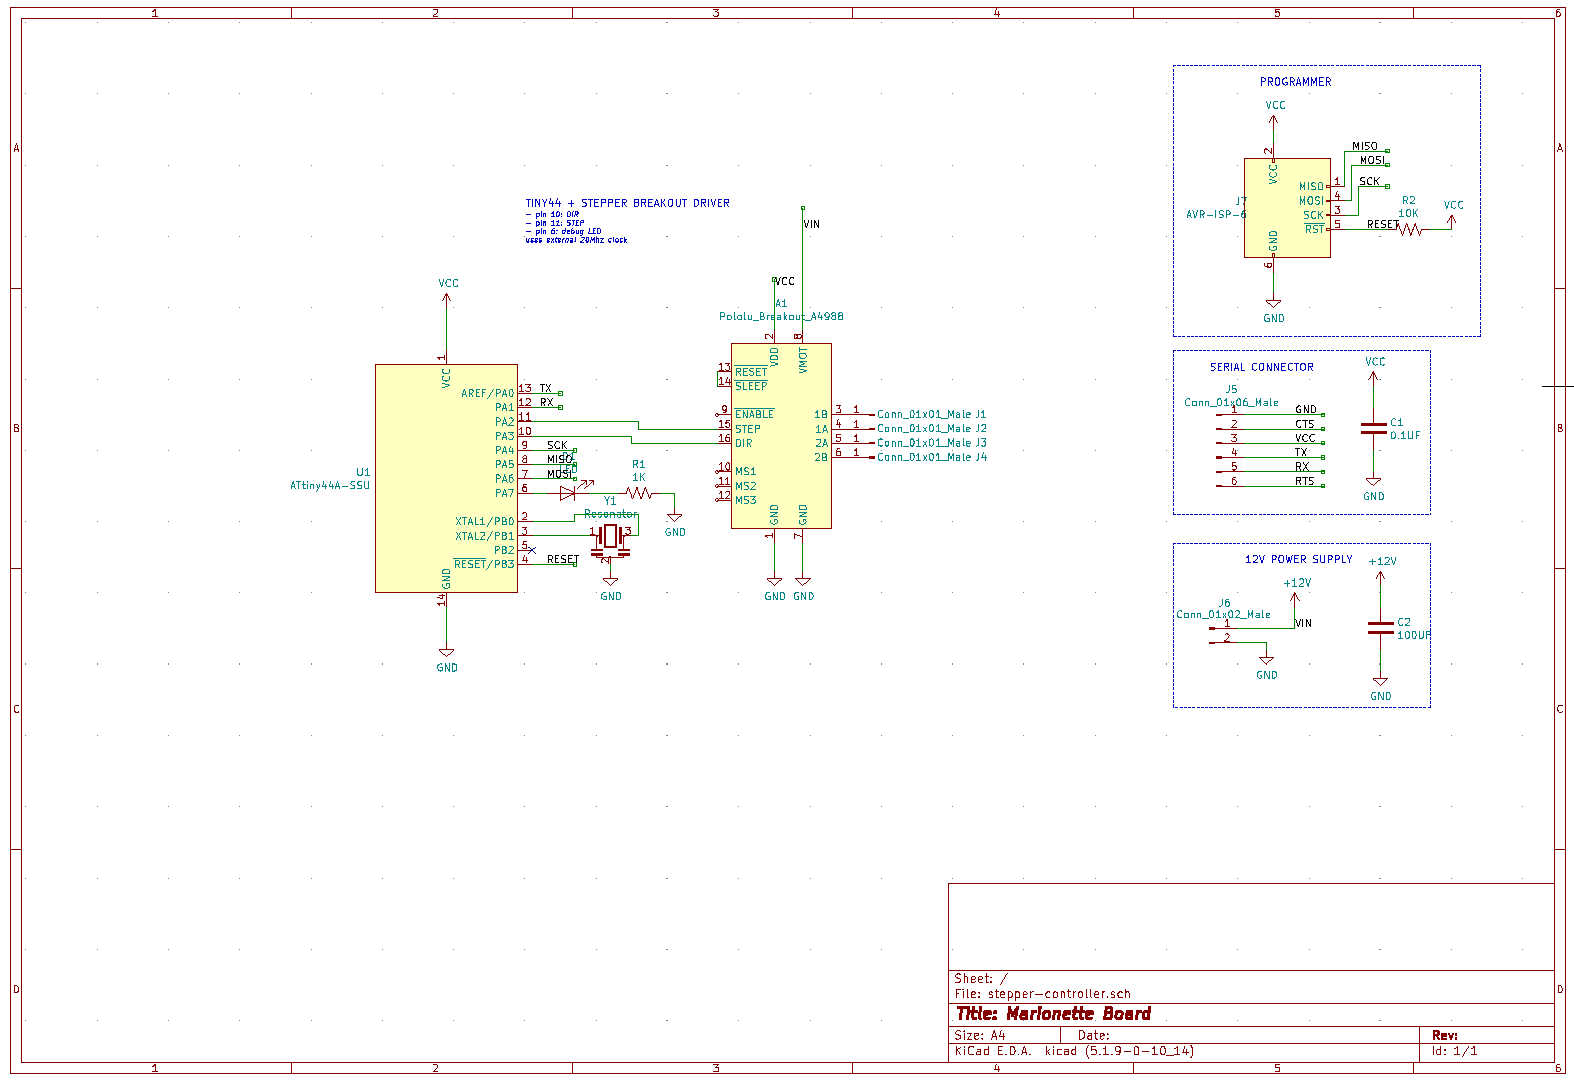 1 2 3 4 5 6
A
B
C
D
A
B
C
D
TINY44 + STEPPER BREAKOUT DRIVER
- pin 10: DIR
- pin 12: STEP
- pin 6: debug LED
uses external 20Mhz clock
VCC
1
VCC
U1
ATtiny44A-SSU
AREF/PA0 13 TX
PA1 12 RX
PA2 11
PA3 10
PA4 9 SCK
PA5 8 MISO
PA6 7 MOSI
PA7 6
XTAL1/PB0 2
XTAL2/PB1 3
PB2 5
RESET/PB3 4 RESET
GND
14
GND
R1
1K
GND
Y1
Resonator
1 3
2
GND
VIN
VCC
A1
Pololu_Breakout_A4988
2 8
VDD VMOT
13 RESET
14 SLEEP
9 ENABLE
15 STEP
16 DIR
10 MS1
11 MS2
12 MS3
1B 3 1 Conn_01x01_Male J1
1A 4 1 Conn_01x01_Male J2
2A 5 1 Conn_01x01_Male J3
2B 6 1 Conn_01x01_Male J4
GND GND
1 7
GND GND
PROGRAMMER
VCC
2
VCC
J7
AVR-ISP-6
MISO 1 MISO
MOSI 4 MOSI
SCK 3 SCK
RST 5 RESET
R2
10K
VCC
GND
6
GND
SERIAL CONNECTOR
J5
Conn_01x06_Male
1 GND
2 CTS
3 VCC
4 TX
5 RX
6 RTS
VCC
C1
0.1UF
GND
12V POWER SUPPLY
J6
Conn_01x02_Male
1
2
+12V
VIN
GND
+12V
C2
100UF
GND
Sheet: /
File: stepper-controller.sch
Title: Marionette Board
Size: A4 Date: Rev:
KiCad E.D.A. kicad (5.1.9-0-10_14) Id: 1/1
1 2 3 4 5 6